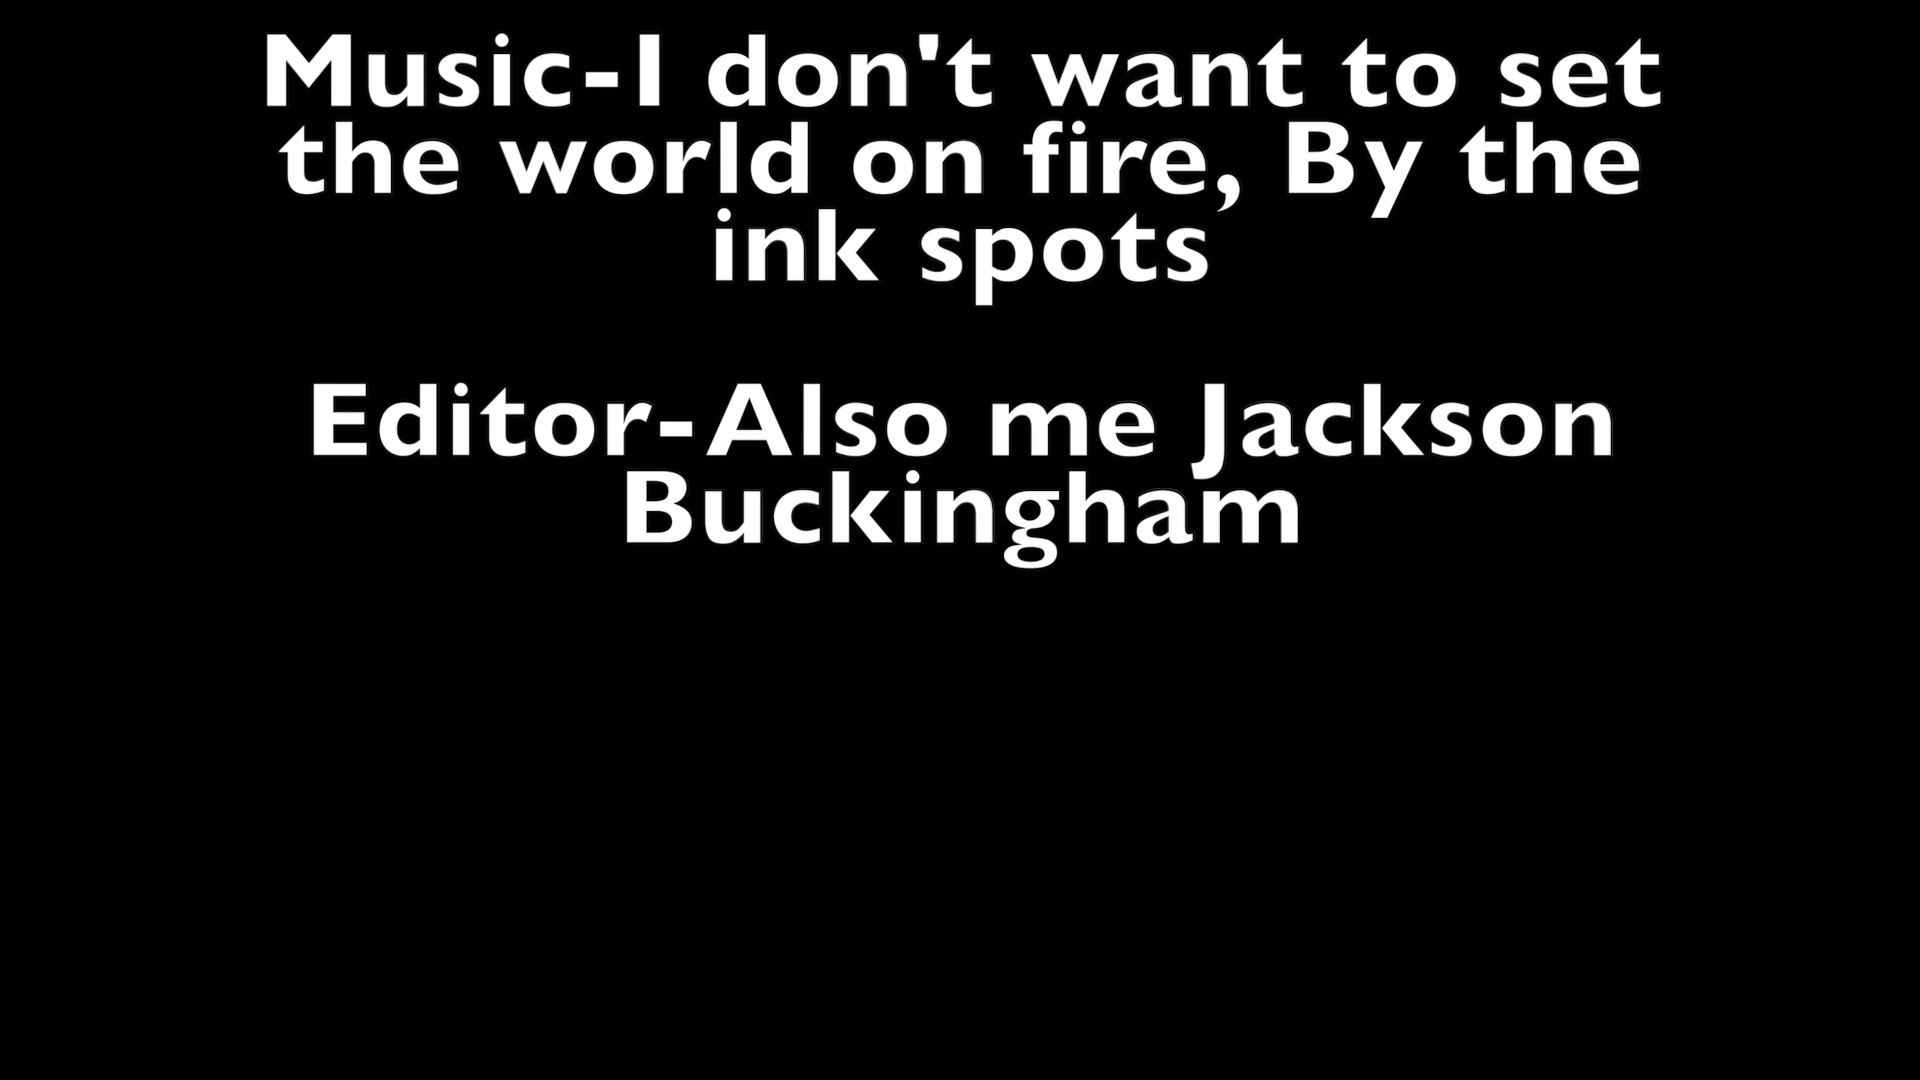 Music-I don't want to set
the world on fire, By the
ink spots
Editor-Also me Jackson
Buckingham